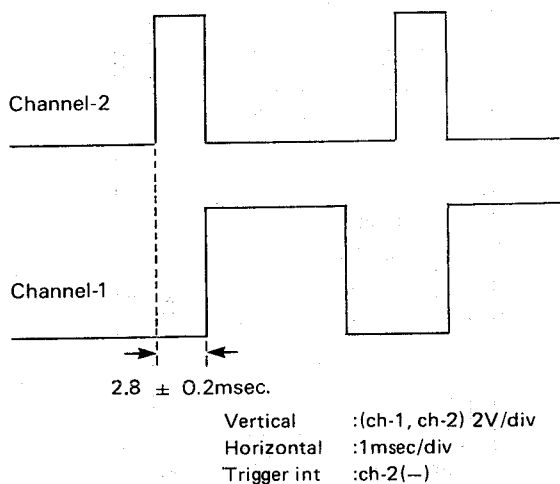 Channel-2
Channel-1
2.8 ± 0.2msec.
Vertical :(ch-1, ch-2) 2V/div
Horizontal :1msec/div
Trigger int :ch-2(—)